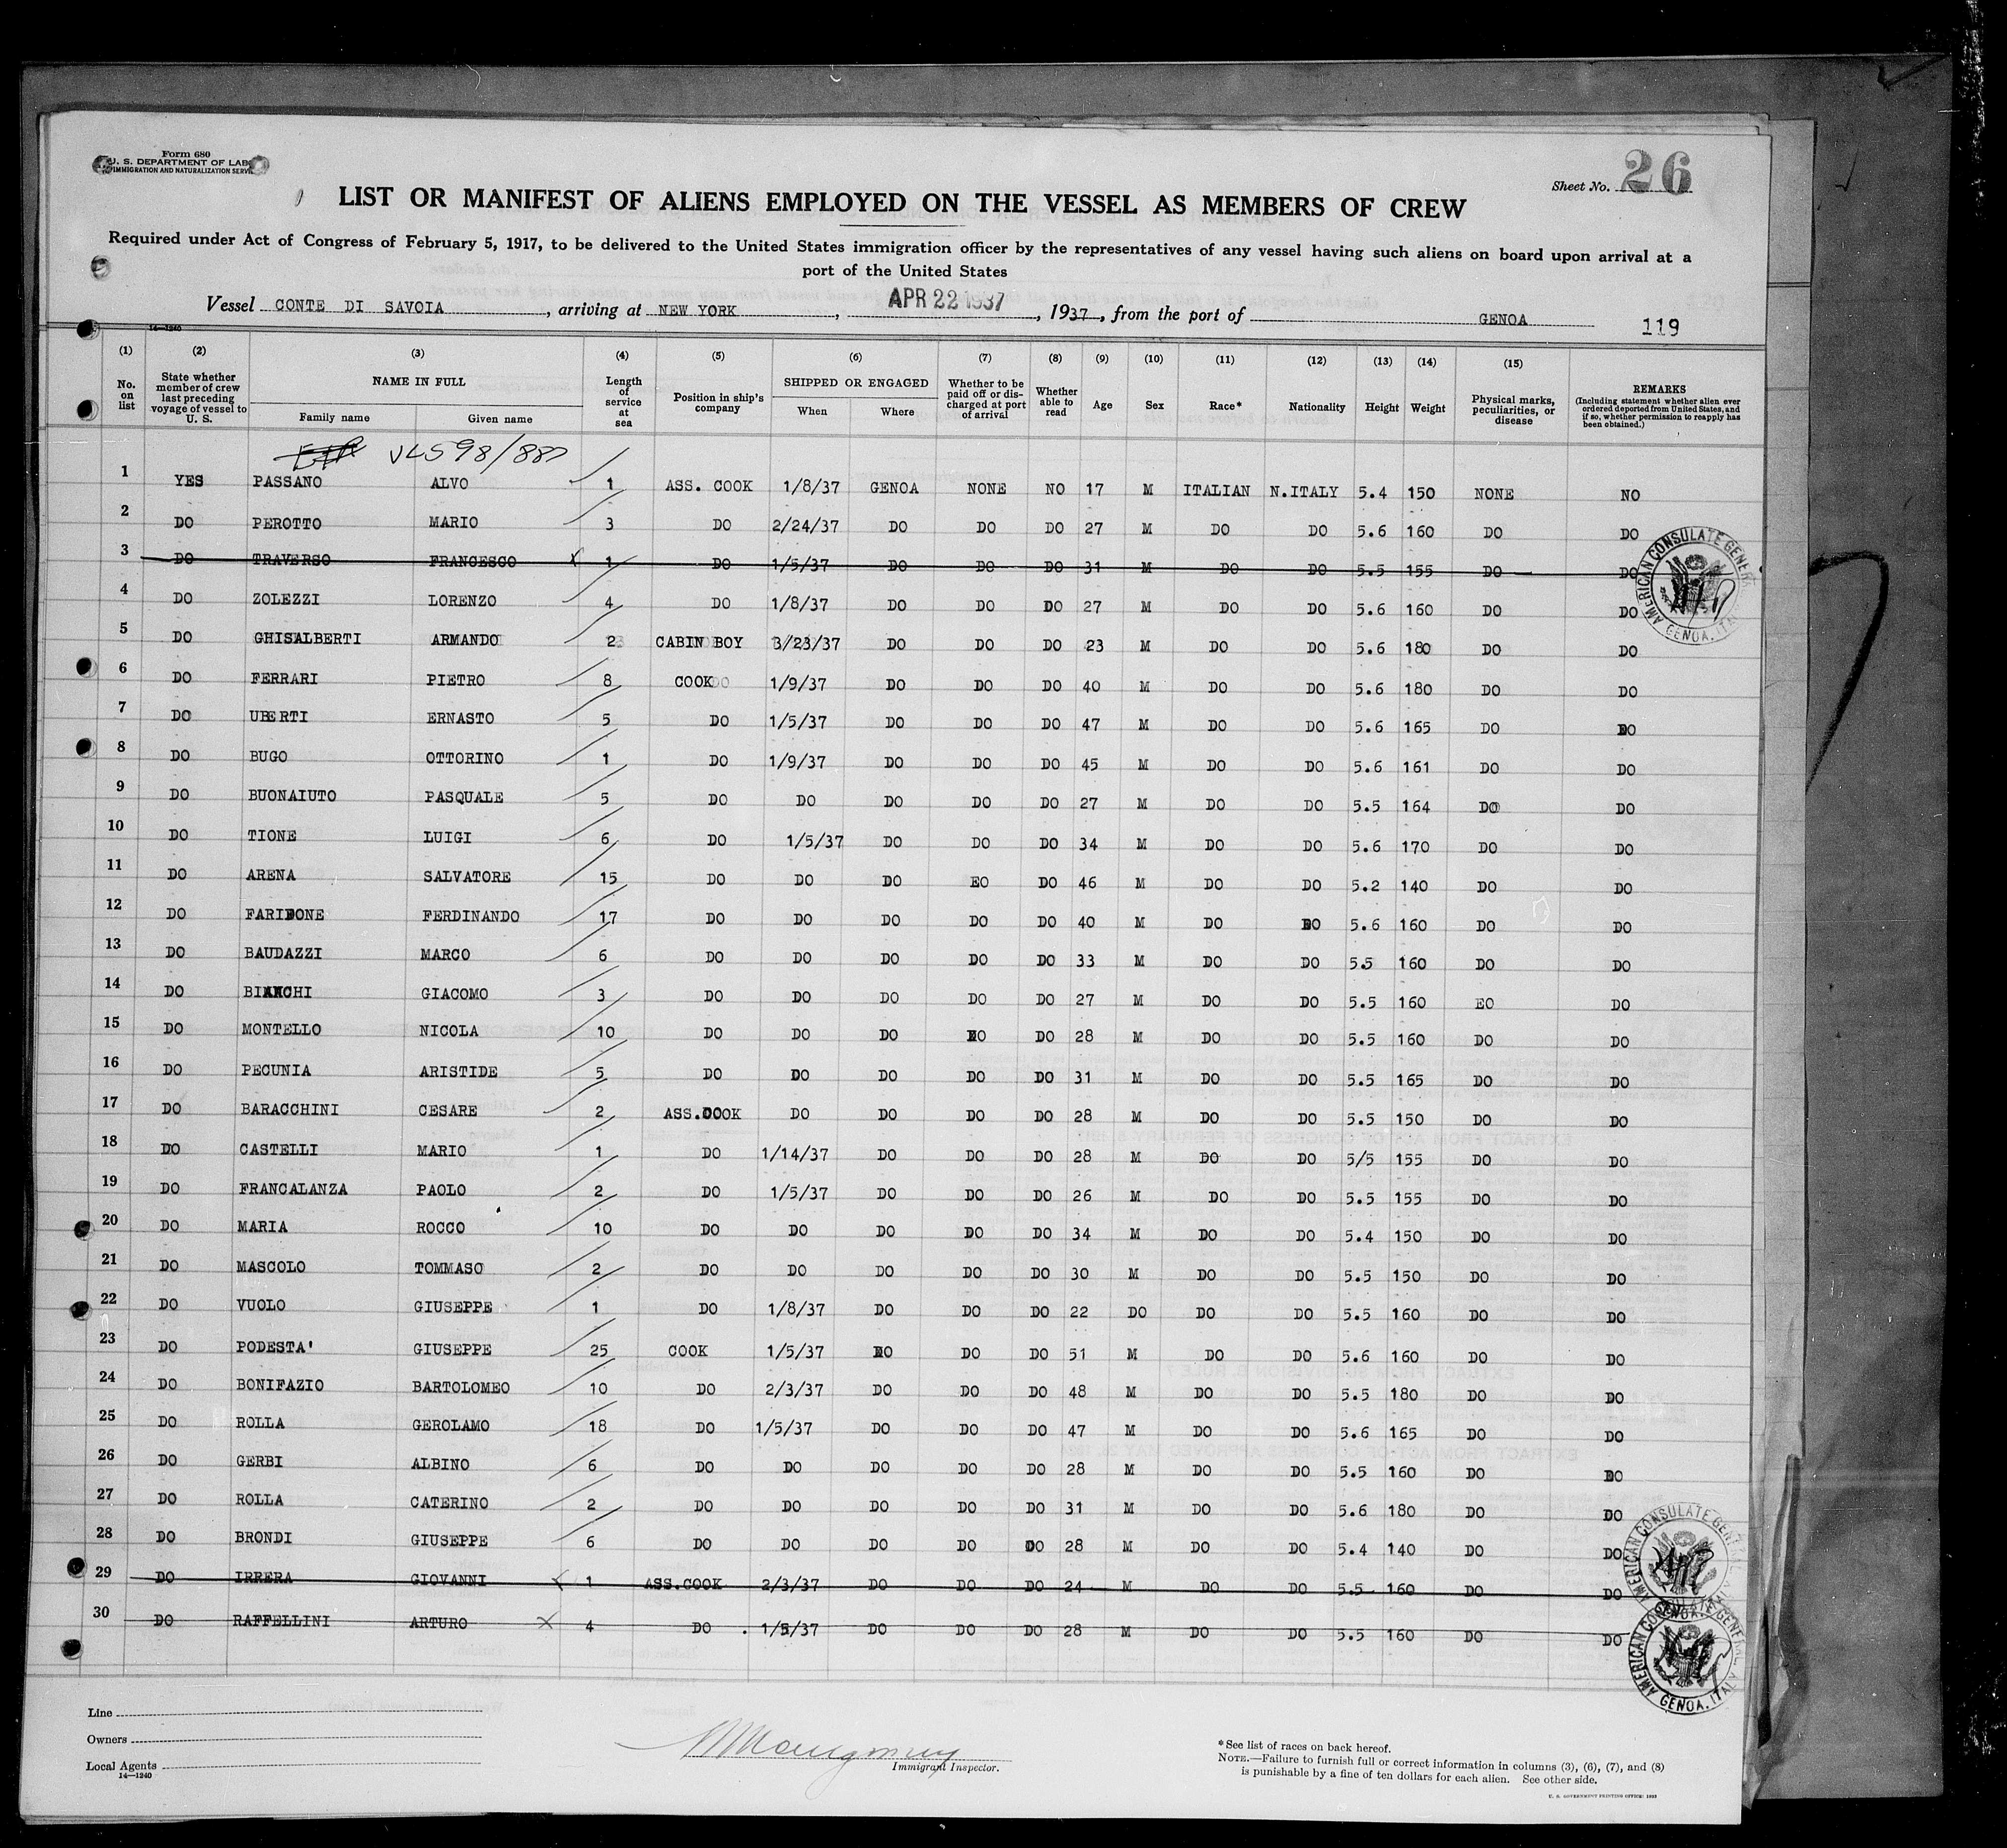 Form 680
U. S. DEPARTMENT OF LABO
IMMIGRATION AND NATURALIZATION SERVI
Sheet No. 26
LIST OR MANIFEST OF ALIENS EMPLOYED ON THE VESSEL AS MEMBERS OF CREW
Required under Act of Congress of February 5, 1917, to be delivered to the United States immigration officer by the representatives of any vessel having such aliens on board upon arrival at a
port of the United States
Vessel CONTE DI SAVOIA, arriving at NEW YORK, APR 22 1937, 1937, from the port of GENOA 119
14—1240
(1) (2) (3) (4) (5) (6) (7) (8) (9) (10) (11) (12) (13) (14) (15)
No. on list State whether member of crew last preceding voyage of vessel to U. S. NAME IN FULL Family name Given name Length of service at sea Position in ship's company SHIPPED OR ENGAGED When Where Whether to be paid off or discharged at port of arrival Whether able to read Age Sex Race* Nationality Height Weight Physical marks, peculiarities, or disease REMARKS (Including statement whether alien ever ordered deported from United States, and if so, whether permission to reapply has been obtained.)
1 YES PASSANO ALVO 1 ASS. COOK 1/8/37 GENOA NONE NO 17 M ITALIAN N.ITALY 5.4 150 NONE NO
2 DO PEROTTO MARIO 3 DO 2/24/37 DO DO DO 27 M DO DO 5.6 160 DO DO
3 DO TRAVERSO FRANCESCO X 1 DO 1/5/37 DO DO DO 31 M DO DO 5.5 155 DO DO
4 DO ZOLEZZI LORENZO 4 DO 1/8/37 DO DO DO 27 M DO DO 5.6 160 DO DO
5 DO GHISALBERTI ARMANDO 2 CABIN BOY 3/23/37 DO DO DO 23 M DO DO 5.6 180 DO DO
6 DO FERRARI PIETRO 8 COOK 1/9/37 DO DO DO 40 M DO DO 5.6 180 DO DO
7 DO UBERTI ERNASTO 5 DO 1/5/37 DO DO DO 47 M DO DO 5.6 165 DO DO
8 DO BUGO OTTORINO 1 DO 1/9/37 DO DO DO 45 M DO DO 5.6 161 DO DO
9 DO BUONAIUTO PASQUALE 5 DO DO DO DO DO 27 M DO DO 5.5 164 DO DO
10 DO TIONE LUIGI 6 DO 1/5/37 DO DO DO 34 M DO DO 5.6 170 DO DO
11 DO ARENA SALVATORE 15 DO DO DO EO DO 46 M DO DO 5.2 140 DO DO
12 DO FARIDONE FERDINANDO 17 DO DO DO DO DO 40 M DO DO 5.6 160 DO DO
13 DO BAUDAZZI MARCO 6 DO DO DO DO DO 33 M DO DO 5.5 160 DO DO
14 DO BIANCHI GIACOMO 3 DO DO DO DO DO 27 M DO DO 5.5 160 EO DO
15 DO MONTELLO NICOLA 10 DO DO DO DO DO 28 M DO DO 5.5 160 DO DO
16 DO PECUNIA ARISTIDE 5 DO DO DO DO DO 31 M DO DO 5.5 165 DO DO
17 DO BARACCHINI CESARE 2 ASS.COOK DO DO DO DO 28 M DO DO 5.5 150 DO DO
18 DO CASTELLI MARIO 1 DO 1/14/37 DO DO DO 28 M DO DO 5/5 155 DO DO
19 DO FRANCALANZA PAOLO 2 DO 1/5/37 DO DO DO 26 M DO DO 5.5 155 DO DO
20 DO MARIA ROCCO 10 DO DO DO DO DO 34 M DO DO 5.4 150 DO DO
21 DO MASCOLO TOMMASO 2 DO DO DO DO DO 30 M DO DO 5.5 150 DO DO
22 DO VUOLO GIUSEPPE 1 DO 1/8/37 DO DO DO 22 DO DO DO 5.5 160 DO DO
23 DO PODESTA' GIUSEPPE 25 COOK 1/5/37 DO DO DO 51 M DO DO 5.6 160 DO DO
24 DO BONIFAZIO BARTOLOMEO 10 DO 2/3/37 DO DO DO 48 M DO DO 5.5 180 DO DO
25 DO ROLLA GEROLAMO 18 DO 1/5/37 DO DO DO 47 M DO DO 5.6 165 DO DO
26 DO GERBI ALBINO 6 DO DO DO DO DO 28 M DO DO 5.5 160 DO DO
27 DO ROLLA CATERINO 2 DO DO DO DO DO 31 M DO DO 5.6 180 DO DO
28 DO BRONDI GIUSEPPE 6 DO DO DO DO DO 28 M DO DO 5.4 140 DO DO
29 DO IRRERA GIOVANNI X 1 ASS.COOK 2/3/37 DO DO DO 24 M DO DO 5.5 160 DO DO
30 DO RAFFELLINI ARTURO X 4 DO 1/5/37 DO DO DO 28 M DO DO 5.5 160 DO DO
AMERICAN CONSULATE GENER GENOA, ITA
AMERICAN CONSULATE GEN GENOA,
AMERICAN CO GENER GENOA, ITAL
Line
Owners
Local Agents
14—1240
Immigrant Inspector.
*See list of races on back hereof.
NOTE.—Failure to furnish full or correct information in columns (3), (6), (7), and (8)
is punishable by a fine of ten dollars for each alien. See other side.
U. S. GOVERNMENT PRINTING OFFICE: